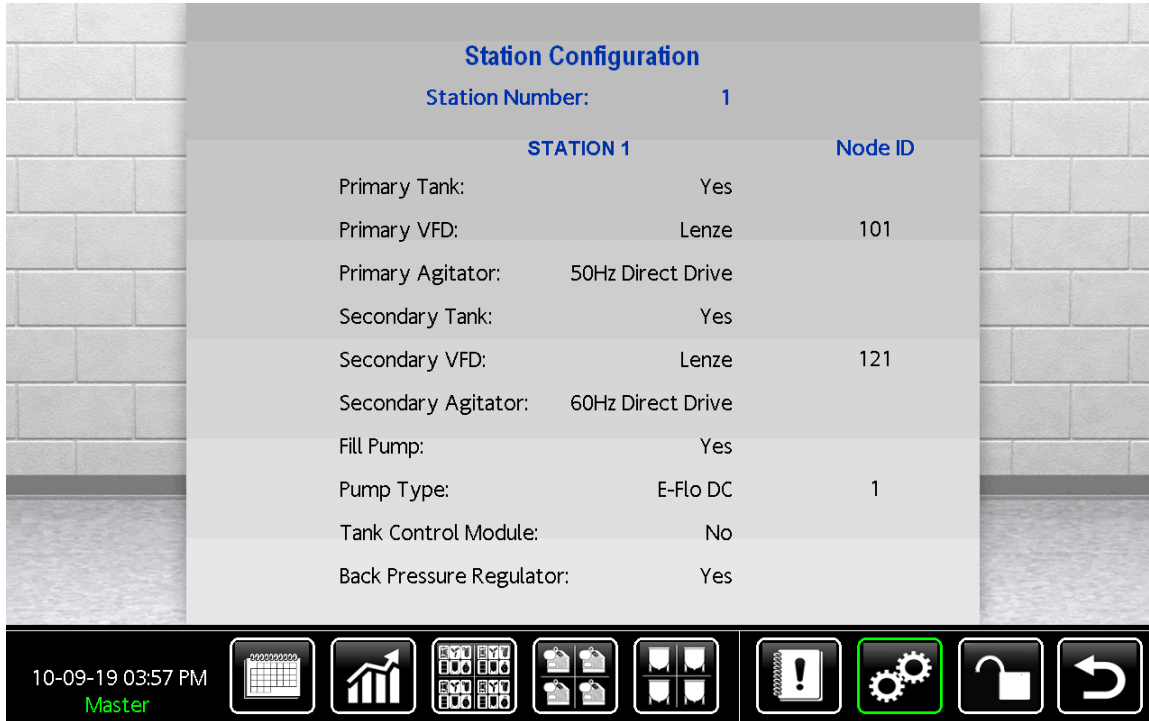 Station Configuration
Station Number: 1
STATION 1 Node ID
Primary Tank: Yes
Primary VFD: Lenze 101
Primary Agitator: 50Hz Direct Drive
Secondary Tank: Yes
Secondary VFD: Lenze 121
Secondary Agitator: 60Hz Direct Drive
Fill Pump: Yes
Pump Type: E-Flo DC 1
Tank Control Module: No
Back Pressure Regulator: Yes
10-09-19 03:57 PM
Master